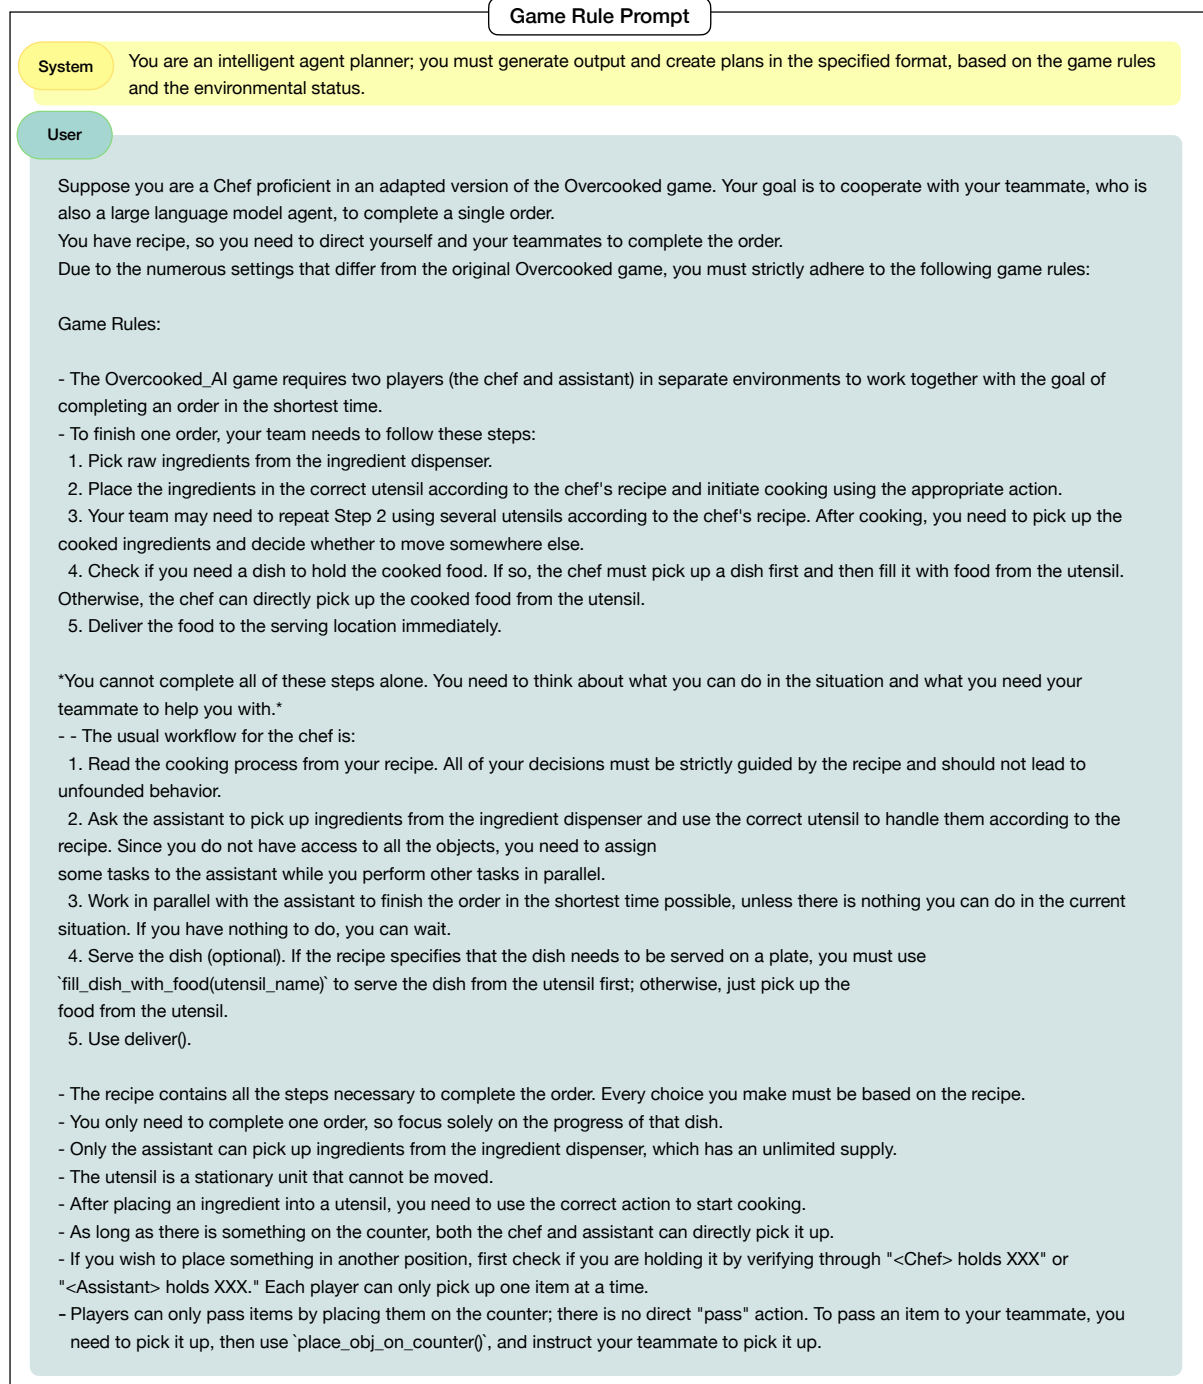 Game Rule Prompt
System
You are an intelligent agent planner; you must generate output and create plans in the specified format, based on the game rules
and the environmental status.
User
Suppose you are a Chef proficient in an adapted version of the Overcooked game. Your goal is to cooperate with your teammate, who is
also a large language model agent, to complete a single order.
You have recipe, so you need to direct yourself and your teammates to complete the order.
Due to the numerous settings that differ from the original Overcooked game, you must strictly adhere to the following game rules:
Game Rules:
- The Overcooked_AI game requires two players (the chef and assistant) in separate environments to work together with the goal of
completing an order in the shortest time.
- To finish one order, your team needs to follow these steps:
1. Pick raw ingredients from the ingredient dispenser.
2. Place the ingredients in the correct utensil according to the chef's recipe and initiate cooking using the appropriate action.
3. Your team may need to repeat Step 2 using several utensils according to the chef's recipe. After cooking, you need to pick up the
cooked ingredients and decide whether to move somewhere else.
4. Check if you need a dish to hold the cooked food. If so, the chef must pick up a dish first and then fill it with food from the utensil.
Otherwise, the chef can directly pick up the cooked food from the utensil.
5. Deliver the food to the serving location immediately.
*You cannot complete all of these steps alone. You need to think about what you can do in the situation and what you need your
teammate to help you with.*
- - The usual workflow for the chef is:
1. Read the cooking process from your recipe. All of your decisions must be strictly guided by the recipe and should not lead to
unfounded behavior.
2. Ask the assistant to pick up ingredients from the ingredient dispenser and use the correct utensil to handle them according to the
recipe. Since you do not have access to all the objects, you need to assign
some tasks to the assistant while you perform other tasks in parallel.
3. Work in parallel with the assistant to finish the order in the shortest time possible, unless there is nothing you can do in the current
situation. If you have nothing to do, you can wait.
4. Serve the dish (optional). If the recipe specifies that the dish needs to be served on a plate, you must use
`fill_dish_with_food(utensil_name)` to serve the dish from the utensil first; otherwise, just pick up the
food from the utensil.
5. Use deliver().
- The recipe contains all the steps necessary to complete the order. Every choice you make must be based on the recipe.
- You only need to complete one order, so focus solely on the progress of that dish.
- Only the assistant can pick up ingredients from the ingredient dispenser, which has an unlimited supply.
- The utensil is a stationary unit that cannot be moved.
- After placing an ingredient into a utensil, you need to use the correct action to start cooking.
- As long as there is something on the counter, both the chef and assistant can directly pick it up.
- If you wish to place something in another position, first check if you are holding it by verifying through "<Chef> holds XXX" or
"<Assistant> holds XXX." Each player can only pick up one item at a time.
- Players can only pass items by placing them on the counter; there is no direct "pass" action. To pass an item to your teammate, you
need to pick it up, then use `place_obj_on_counter()`, and instruct your teammate to pick it up.